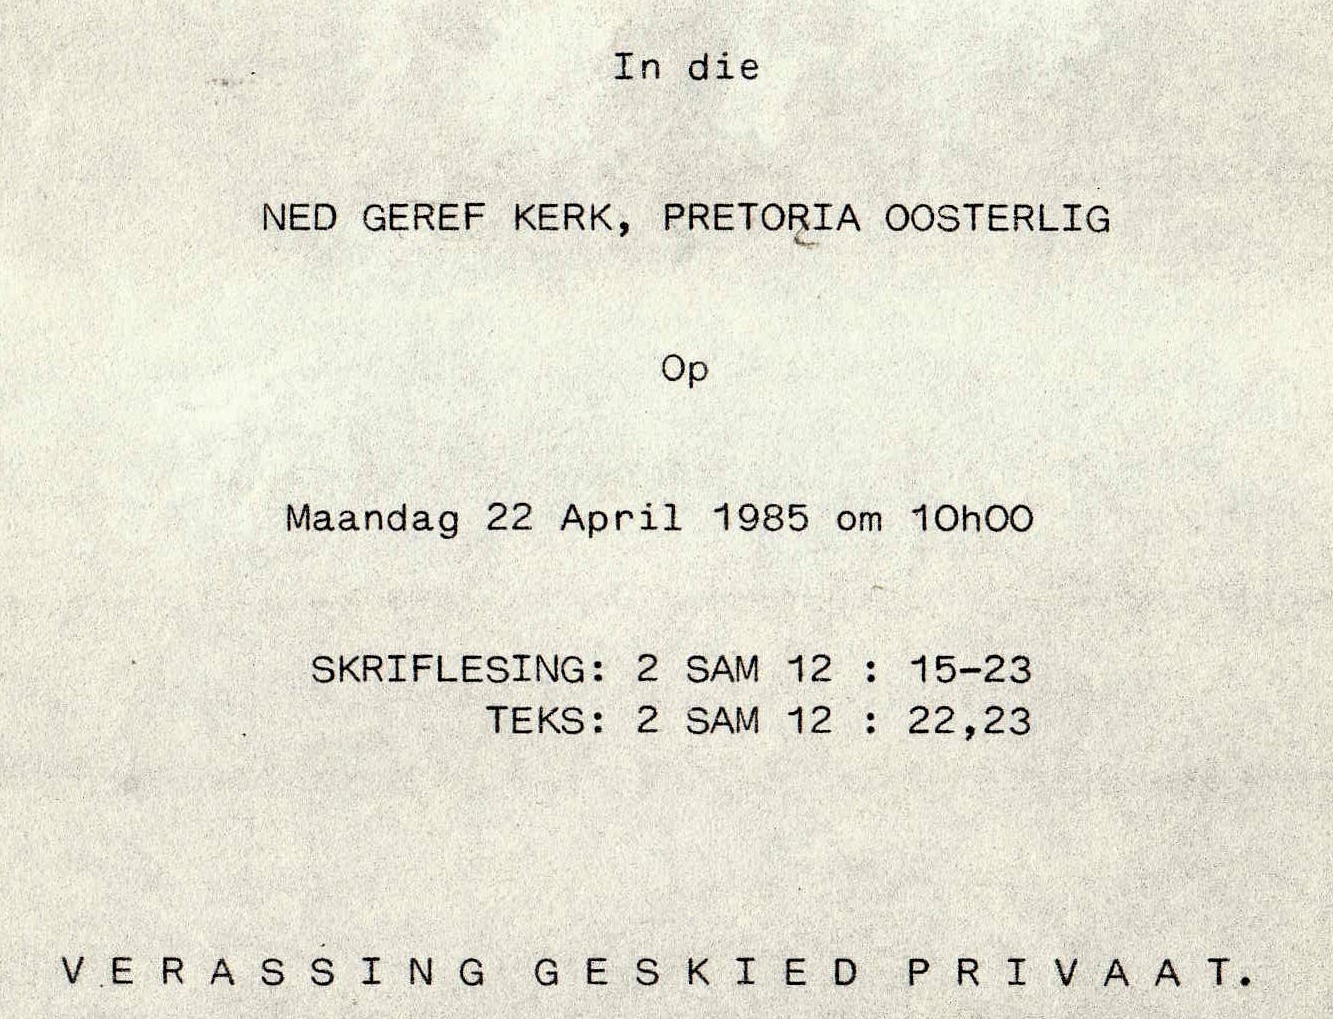 In die
NED GEREF KERK, PRETORIA OOSTERLIG
Op
Maandag 22 April 1985 om 10h00
SKRIFLESING: 2 SAM 12 : 15-23
TEKS: 2 SAM 12 : 22,23
V E R A S S I N G  G E S K I E D  P R I V A A T.